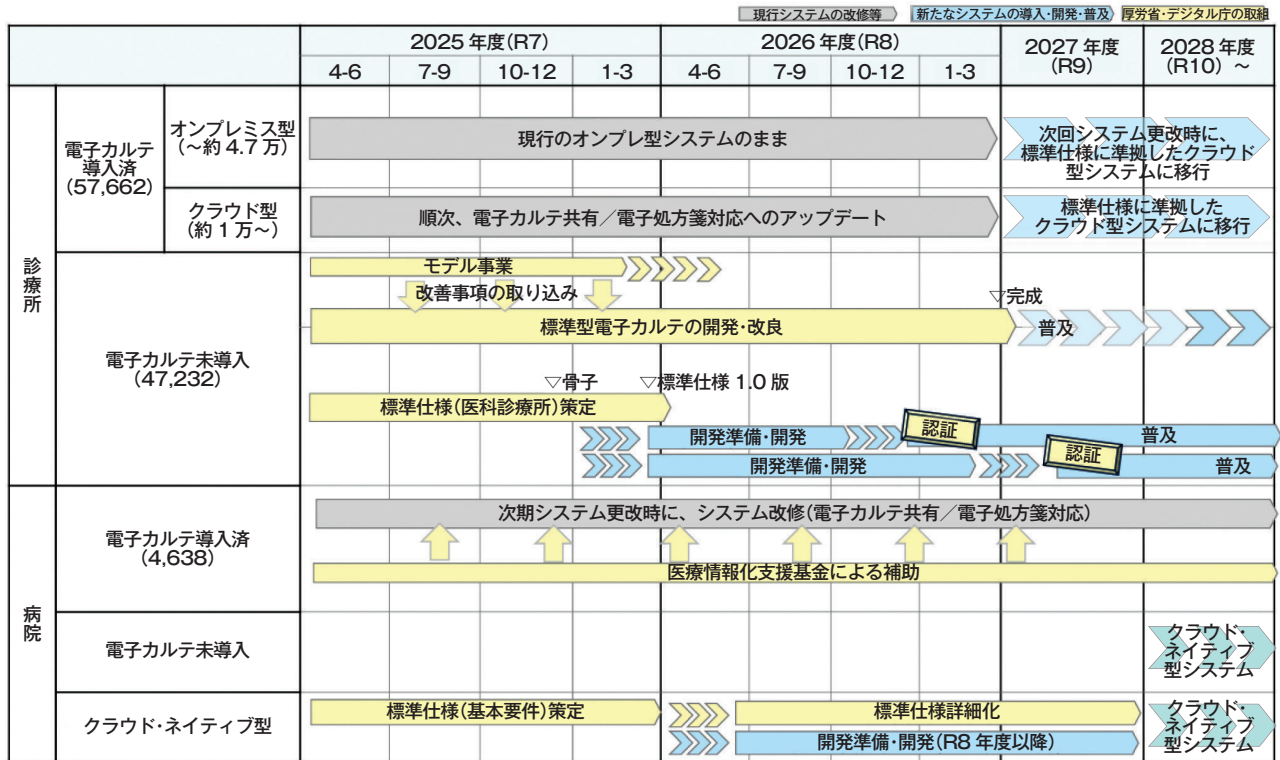 現行システムの改修等
新たなシステムの導入・開発・普及
厚労省・デジタル庁の取組
2025年度(R7)
2026年度(R8)
2027年度
(R9)
2028年度
(R10) ~
4-6
7-9
10-12
1-3
4-6
7-9
10-12
1-3
診療所
電子カルテ
導入済
(57,662)
オンプレミス型
(~約4.7万)
現行のオンプレ型システムのまま
次回システム更改時に、
標準仕様に準拠したクラウド
型システムに移行
クラウド型
(約1万~)
順次、電子カルテ共有/電子処方箋対応へのアップデート
標準仕様に準拠した
クラウド型システムに移行
電子カルテ未導入
(47,232)
モデル事業
改善事項の取り込み
▽完成
標準型電子カルテの開発・改良
普及
▽骨子
▽標準仕様1.0版
標準仕様(医科診療所)策定
開発準備・開発
認証
普及
開発準備・開発
認証
普及
病院
電子カルテ導入済
(4,638)
次期システム更改時に、システム改修(電子カルテ共有/電子処方箋対応)
医療情報化支援基金による補助
電子カルテ未導入
クラウド・
ネイティブ
型システム
クラウド・ネイティブ型
標準仕様(基本要件)策定
標準仕様詳細化
開発準備・開発(R8年度以降)
クラウド・
ネイティブ
型システム